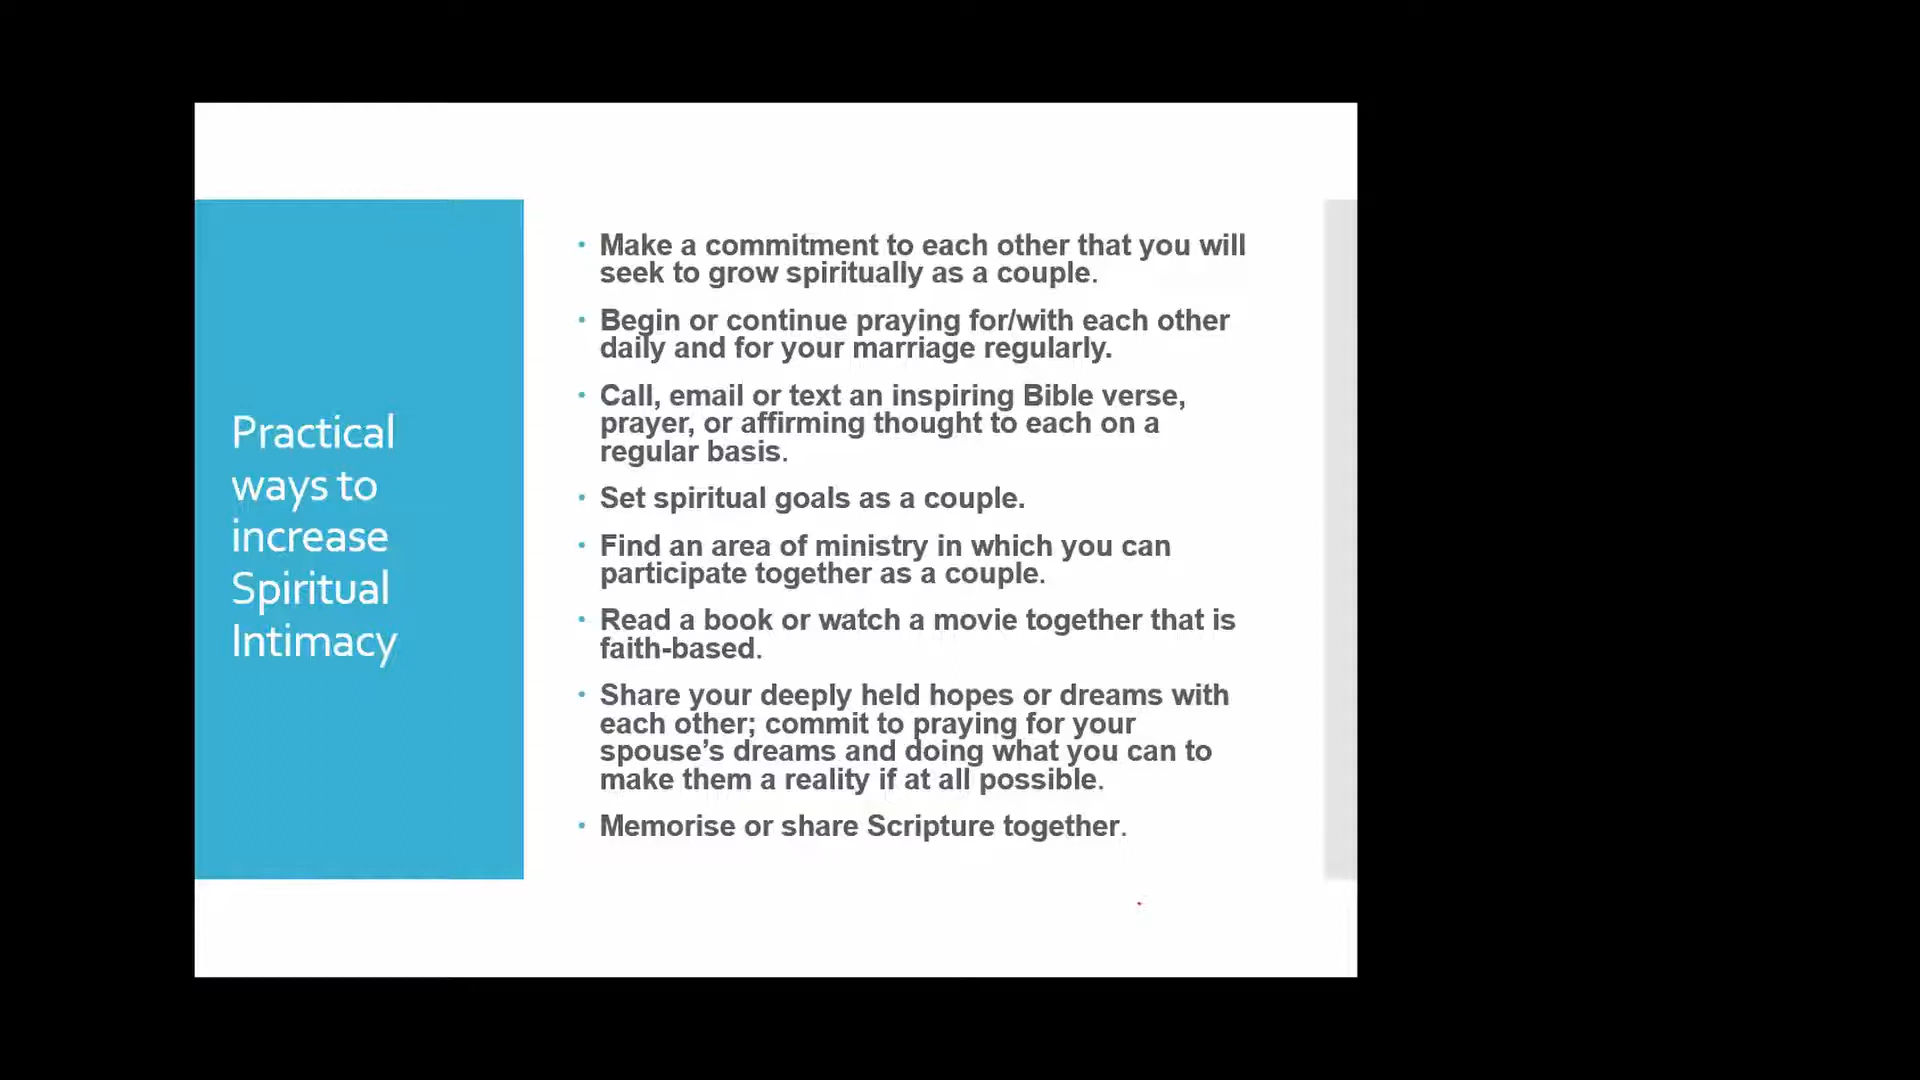 Practical
ways to
increase
Spiritual
Intimacy
Make a commitment to each other that you will
seek to grow spiritually as a couple.
Begin or continue praying for/with each other
daily and for your marriage regularly.
Call, email or text an inspiring Bible verse,
prayer, or affirming thought to each on a
regular basis.
Set spiritual goals as a couple.
Find an area of ministry in which you can
participate together as a couple.
Read a book or watch a movie together that is
faith-based.
Share your deeply held hopes or dreams with
each other; commit to praying for your
spouse’s dreams and doing what you can to
make them a reality if at all possible.
Memorise or share Scripture together.